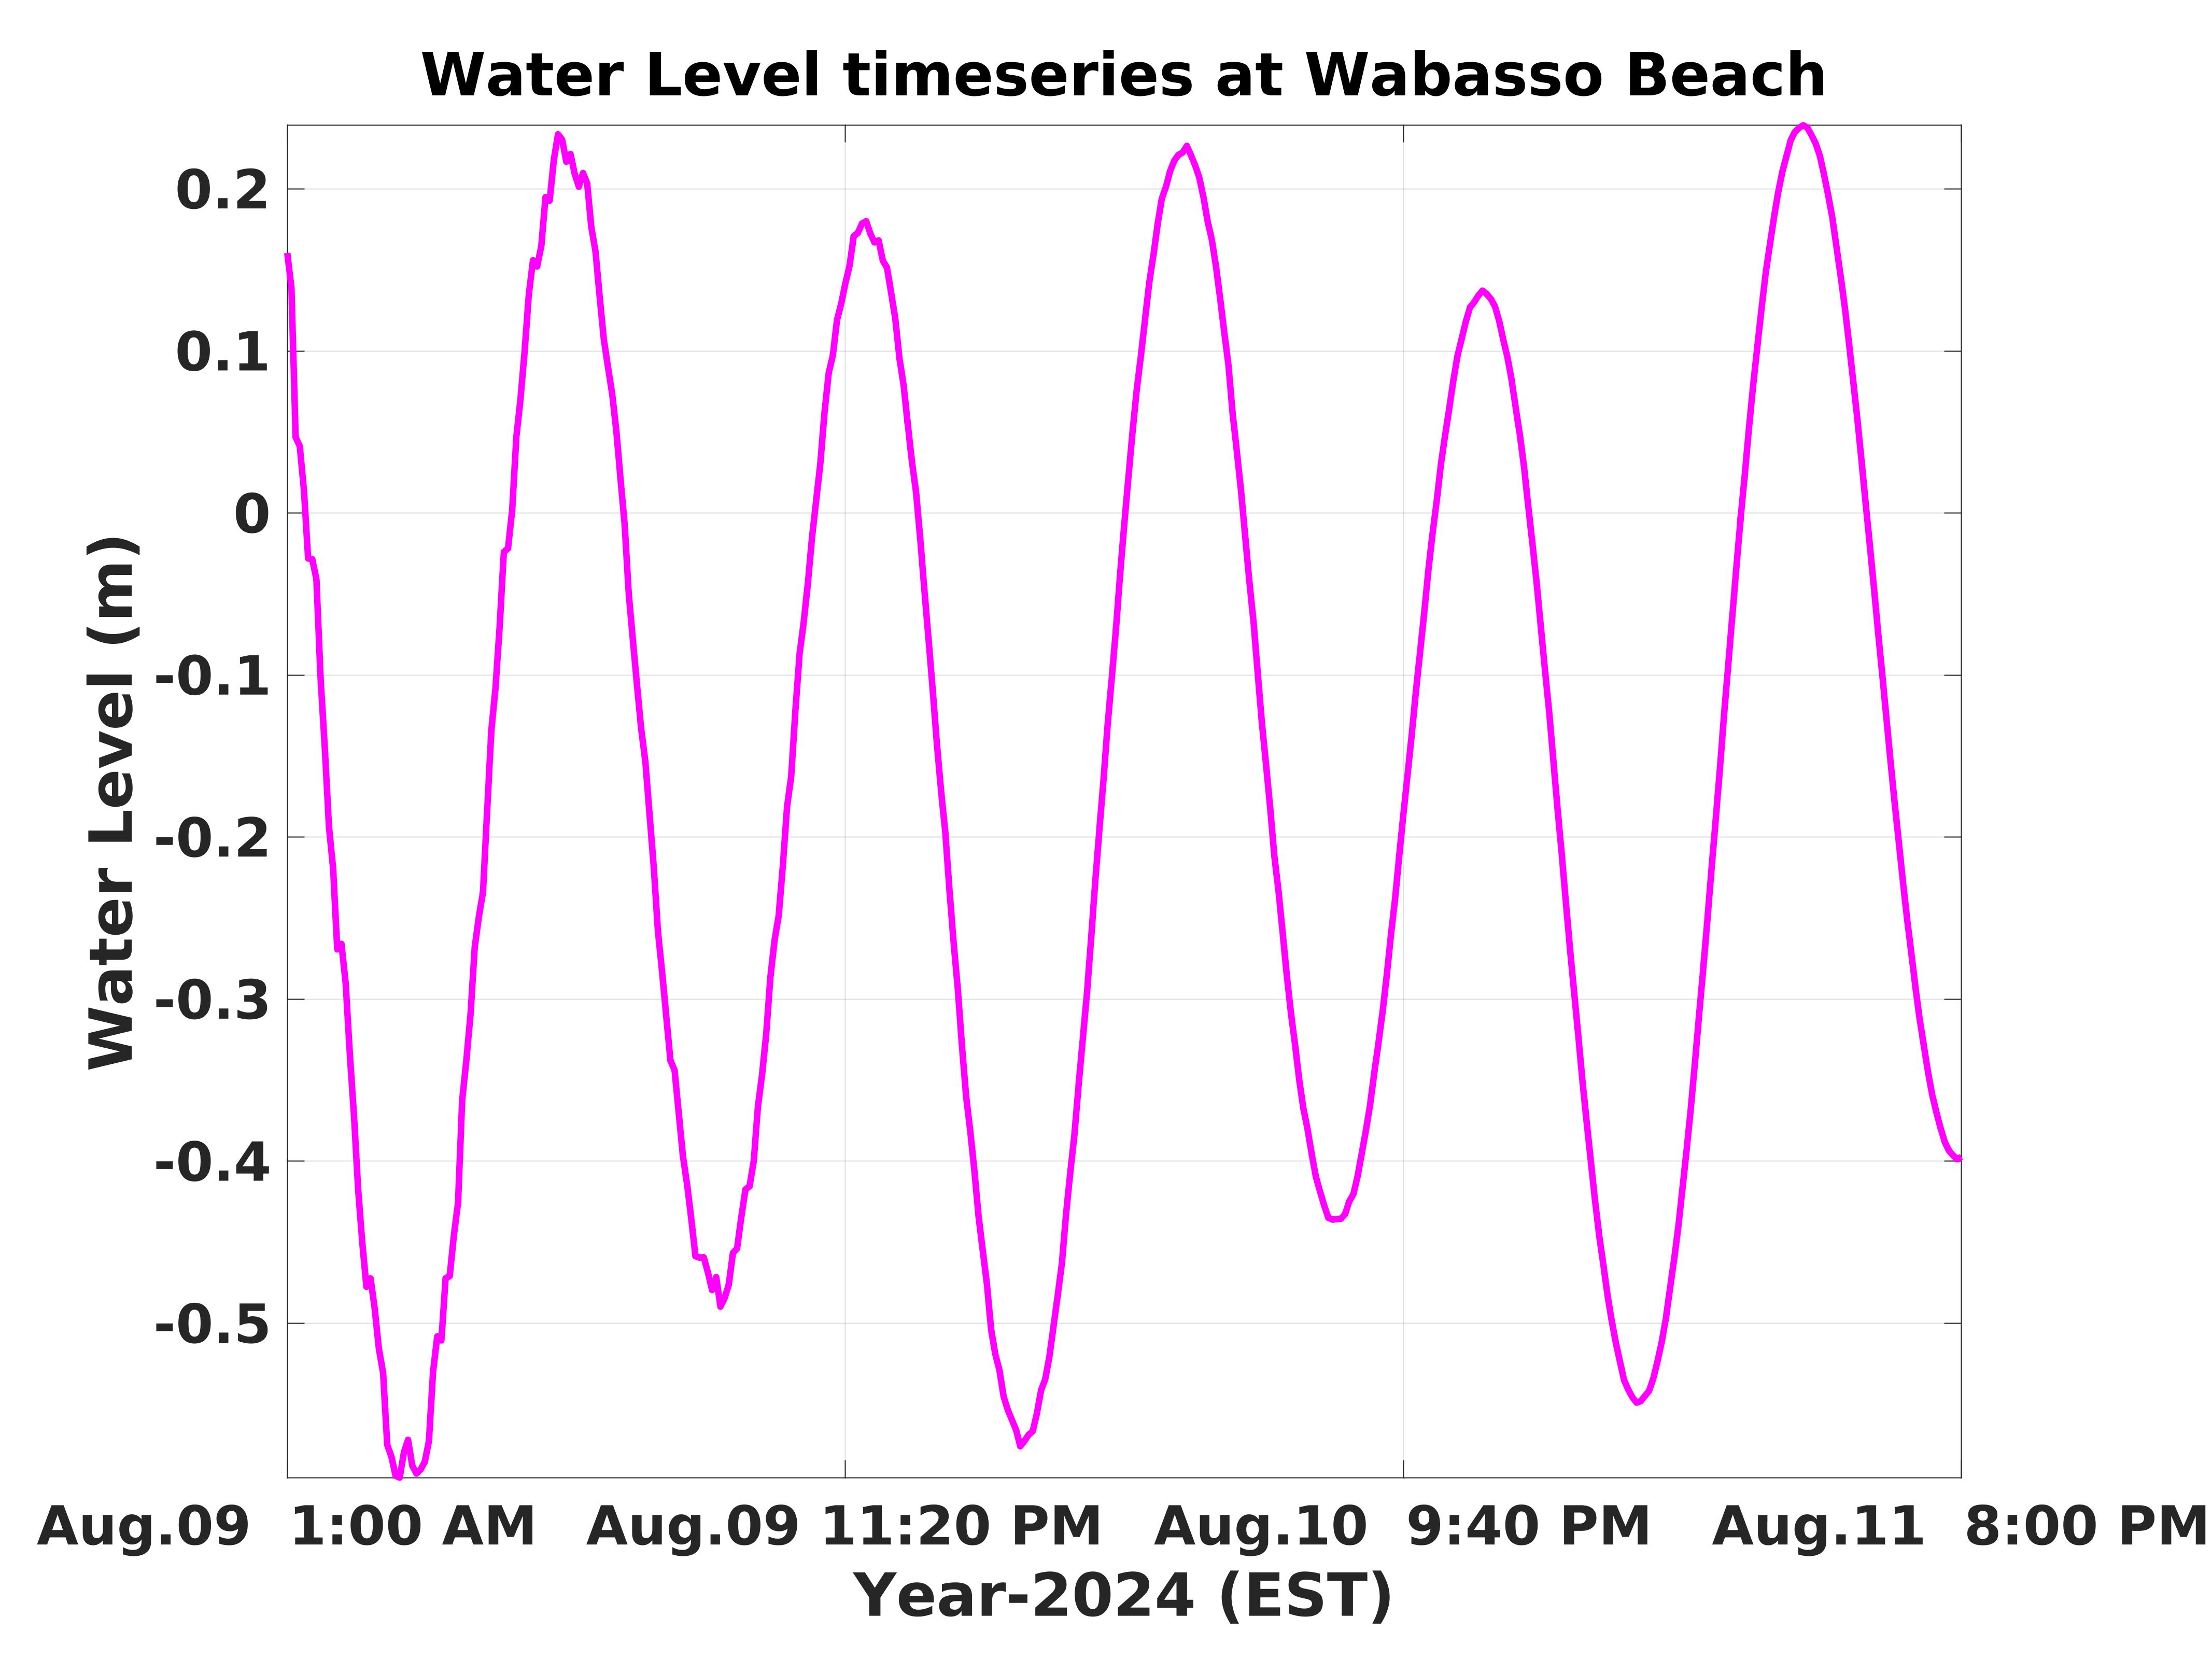 Water Level timeseries at Wabasso Beach
Water Level (m)
0.2
0.1
0
-0.1
-0.2
-0.3
-0.4
-0.5
Aug.09  1:00 AM Aug.09 11:20 PM Aug.10  9:40 PM Aug.11  8:00 PM
Year-2024 (EST)